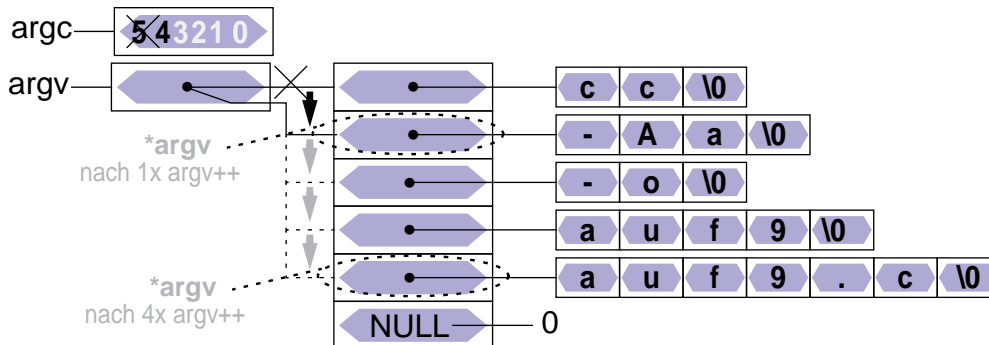 argc 5 4 3 2 1 0
argv c c \0
- A a \0
*argv
nach 1x argv++
- o \0
a u f 9 \0
a u f 9 . c \0
*argv
nach 4x argv++
NULL 0